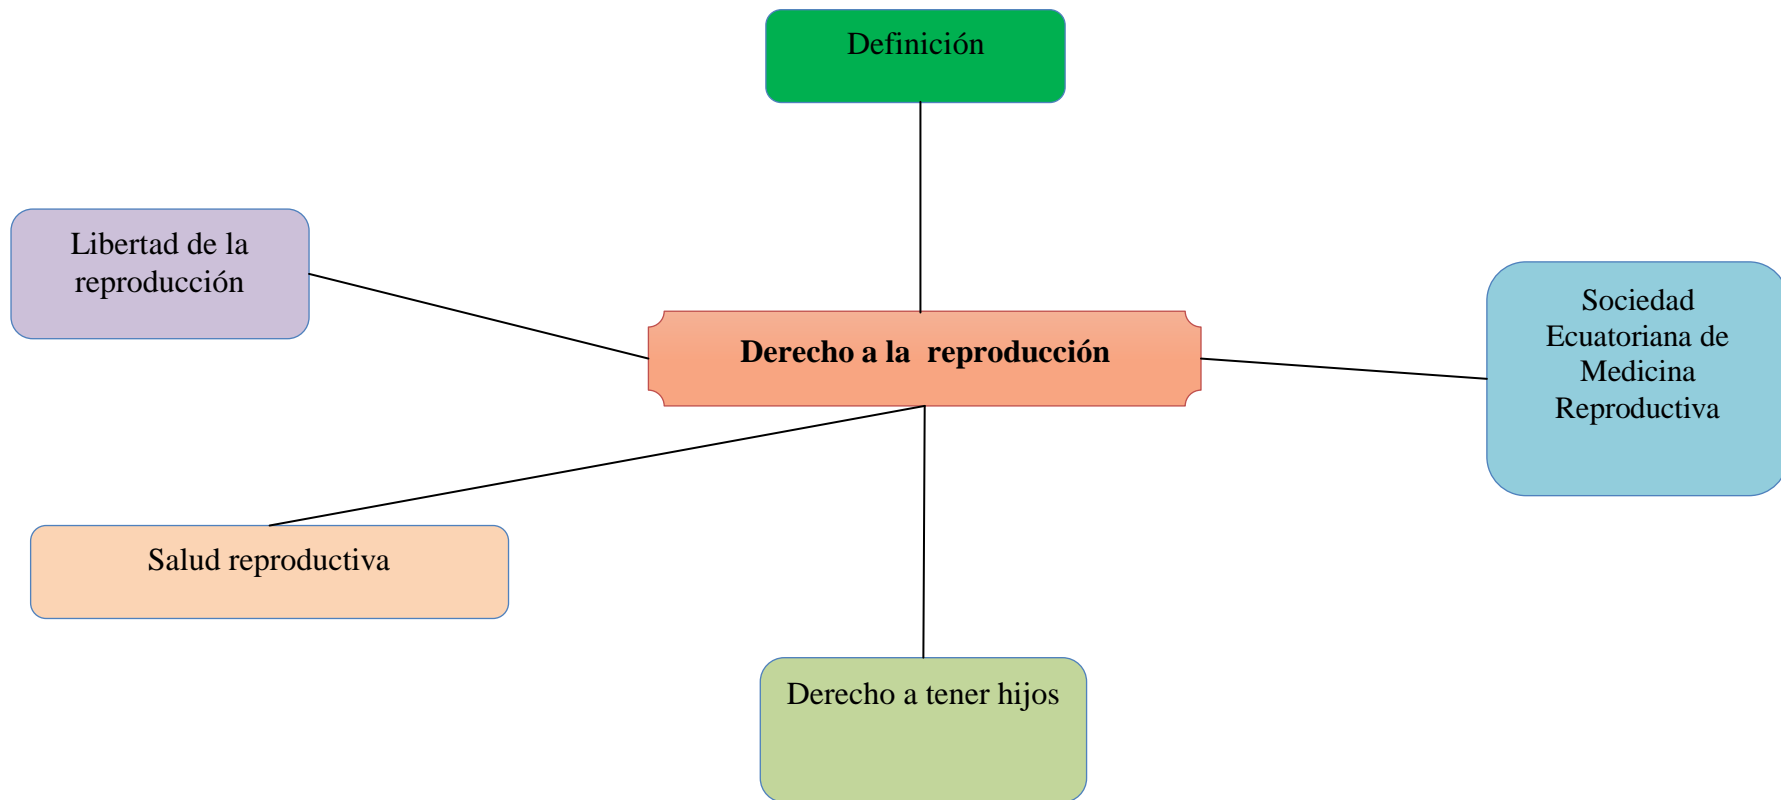 Definición
Libertad de la
reproducción
Derecho a la  reproducción
Sociedad
Ecuatoriana de
Medicina
Reproductiva
Salud reproductiva
Derecho a tener hijos